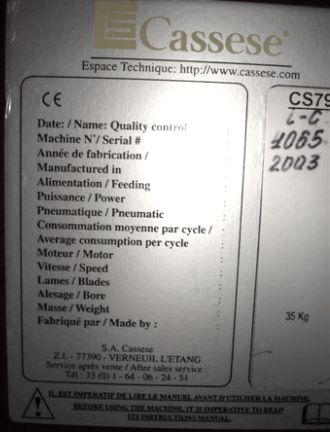 Cassese®
Espace Technique: http://www.cassese.com
CE
CS79
Date: / Name: Quality control
L-C
Machine N°/ Serial #
1065
Année de fabrication /
Manufactured in
2003
Alimentation / Feeding
Puissance / Power :
Pneumatique / Pneumatic :
Consommation moyenne par cycle / :
Average consumption per cycle
Moteur / Motor :
Vitesse / Speed :
Lames / Blades :
Alesage / Bore :
Masse / Weight : 35 Kg
Fabriqué par / Made by : :
S.A. Cassese
Z.I. - 77390 - VERNEUIL L'ETANG
Service après vente / After sales service
Tél : 33 (0) 1 - 64 - 06 - 24 - 51
IL EST IMPERATIF DE LIRE LE MANUEL AVANT D'UTILISER LA MACHINE.
BEFORE USING THE MACHINE, IT IS IMPERATIVE TO READ
ITS INSTRUCTIONS MANUAL.